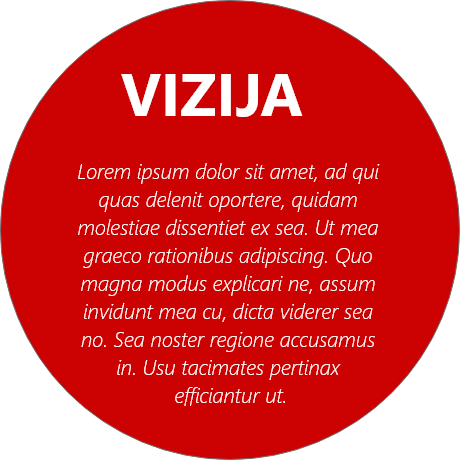 VIZIJA
Lorem ipsum dolor sit amet, ad qui
quas delenit oportere, quidam
molestiae dissentiet ex sea. Ut mea
graeco rationibus adipiscing. Quo
magna modus explicari ne, assum
invidunt mea cu, dicta viderer sea
no. Sea noster regione accusamus
in. Usu tacimates pertinax
efficiantur ut.